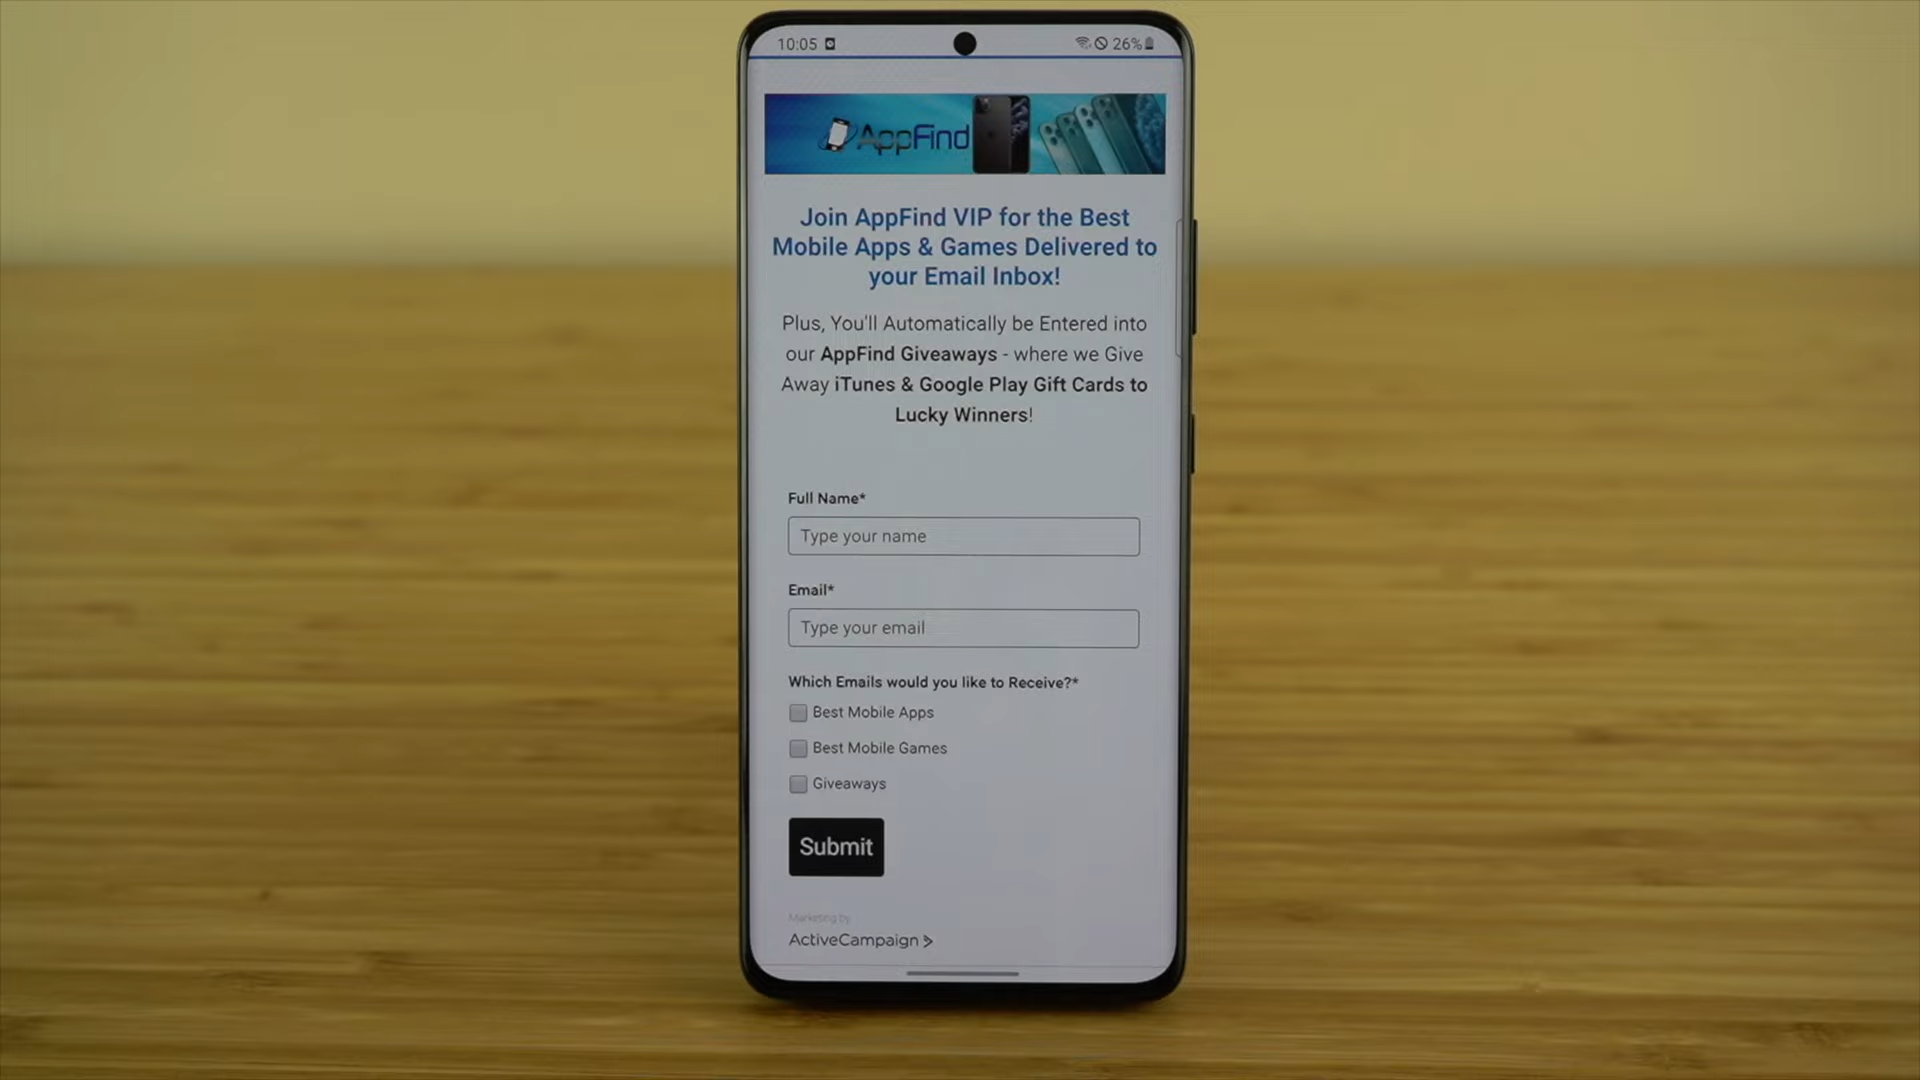 10:05
26%
AppFind
Join AppFind VIP for the Best
Mobile Apps & Games Delivered to
your Email Inbox!
Plus, You'll Automatically be Entered into
our AppFind Giveaways - where we Give
Away iTunes & Google Play Gift Cards to
Lucky Winners!
Full Name*
Type your name
Email*
Type your email
Which Emails would you like to Receive?*
Best Mobile Apps
Best Mobile Games
Giveaways
Submit
Marketing by
ActiveCampaign >